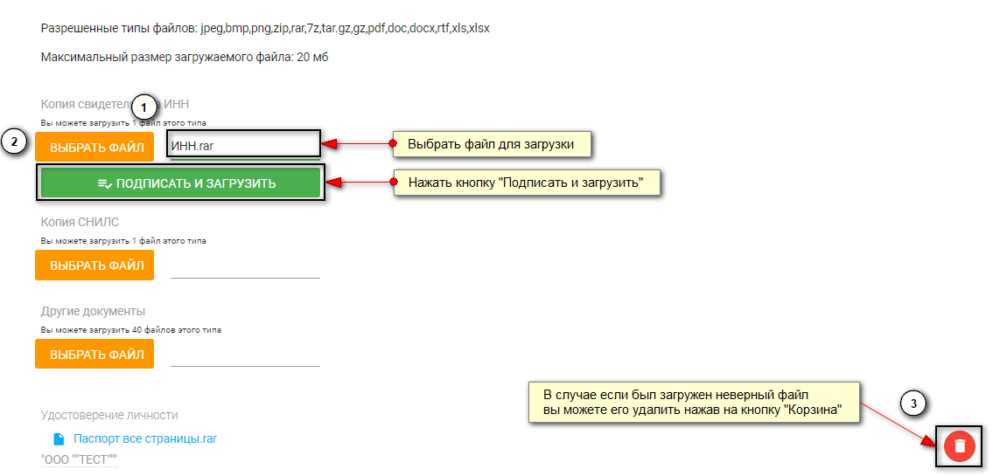 Разрешенные типы файлов: jpeg,bmp,png,zip,rar,7z,tar.gz,gz,pdf,doc,docx,rtf,xls,xlsx
Максимальный размер загружаемого файла: 20 мб
Копия свидетел а ИНН
1
Вы можете загрузить 1 файл этого типа
2
ВЫБРАТЬ ФАЙЛ
ИНН.rar
Выбрать файл для загрузки
ПОДПИСАТЬ И ЗАГРУЗИТЬ
Нажать кнопку "Подписать и загрузить"
Копия СНИЛС
Вы можете загрузить 1 файл этого типа
ВЫБРАТЬ ФАЙЛ
Другие документы
Вы можете загрузить 40 файлов этого типа
ВЫБРАТЬ ФАЙЛ
В случае если был загружен неверный файл
вы можете его удалить нажав на кнопку "Корзина"
3
Удостоверение личности
Паспорт все страницы.rar
"ООО ""ТЕСТ"""